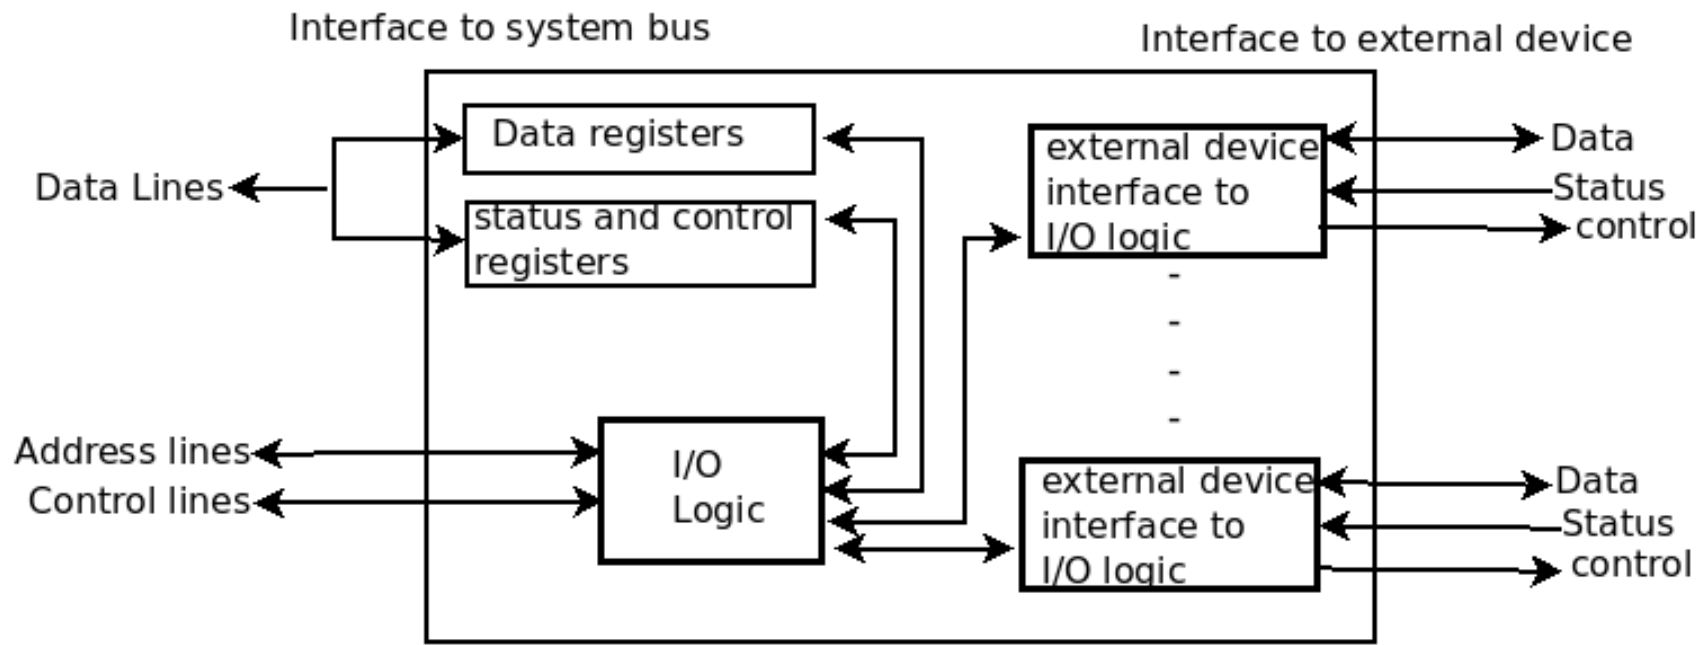 Interface to system bus
Interface to external device
Data registers
external device
interface to
I/O logic
Data
Status
control
Data Lines
status and control
registers
-
-
-
-
Address lines
Control lines
I/O
Logic
external device
interface to
I/O logic
Data
Status
control